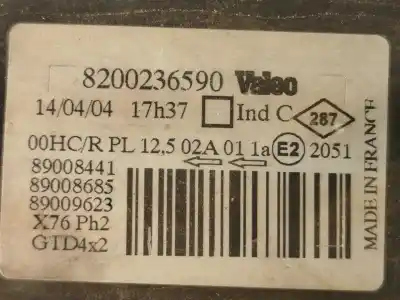 8200236590 Valeo
14/04/04 17h37 Ind C 287
00HC/R PL 12,5 02A 01 1a E2 2051
89008441
89008685
89009623
X76 Ph2
GTD4x2
MADE IN FRANCE